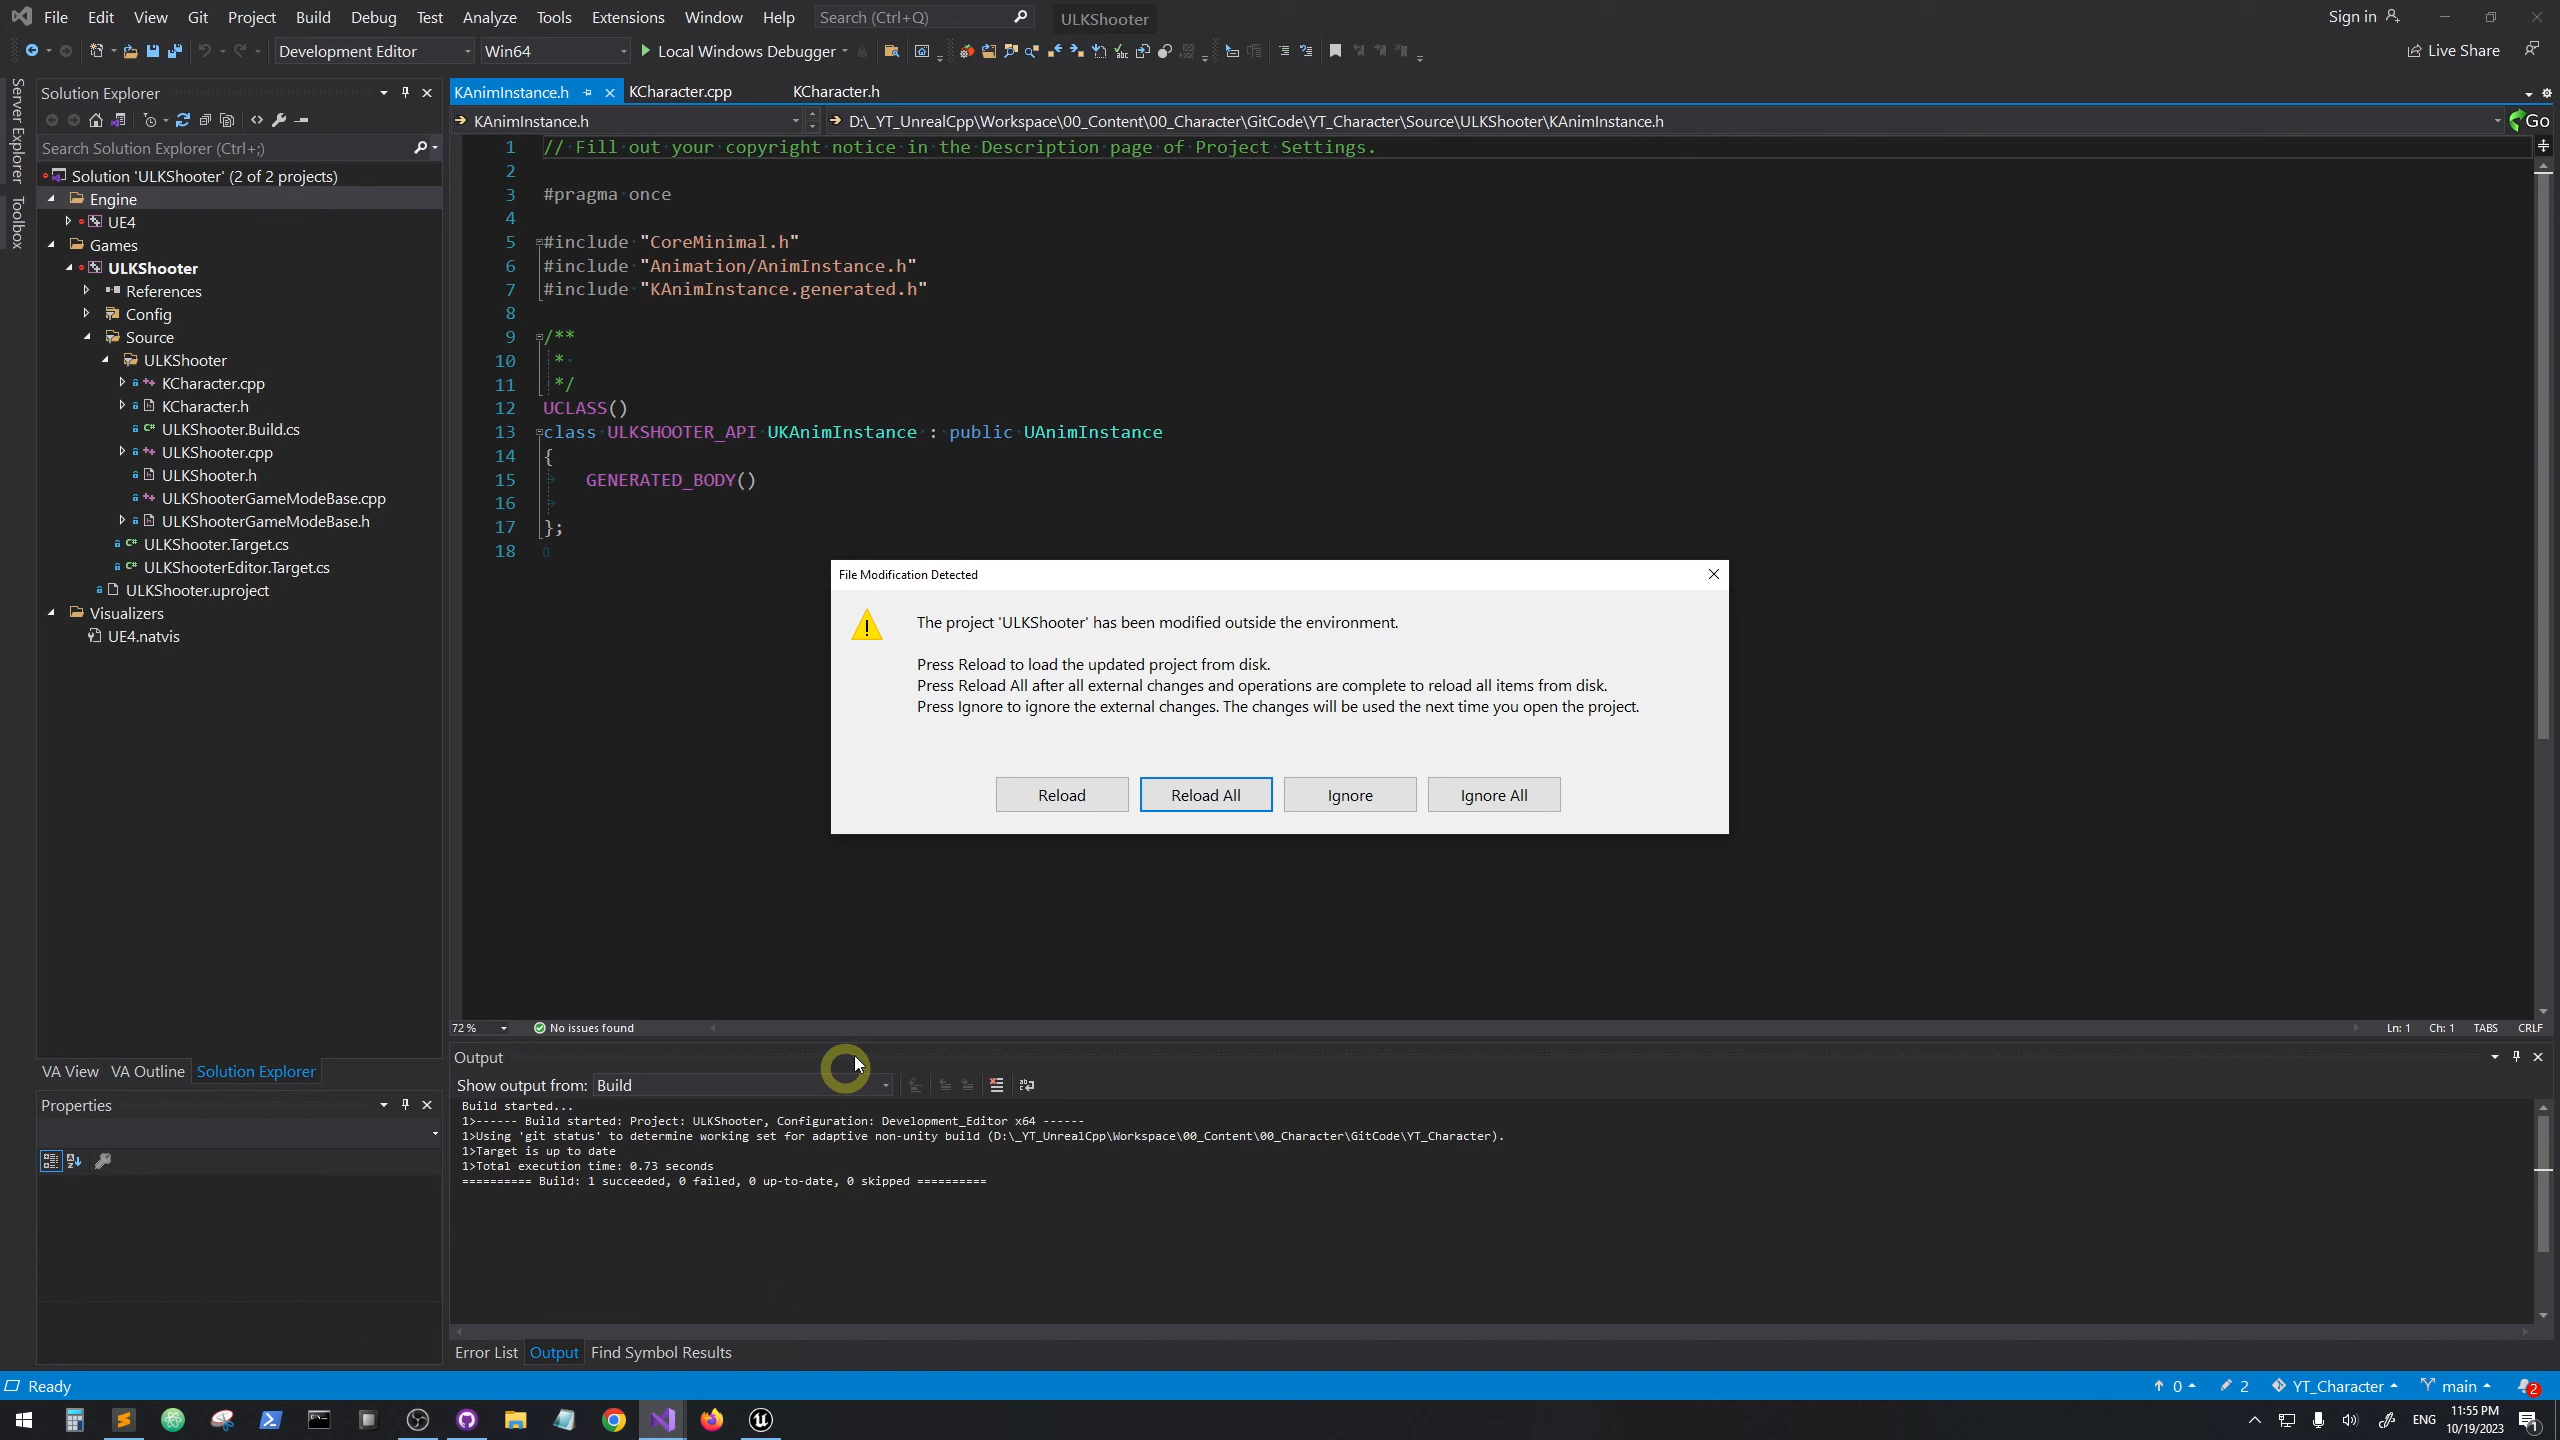 File Edit View Git Project Build Debug Test Analyze Tools Extensions Window Help Search (Ctrl+Q) ULKShooter Sign in
Development Editor Win64 Local Windows Debugger Live Share
Server Explorer
Toolbox
Solution Explorer
Search Solution Explorer (Ctrl+;)
Solution 'ULKShooter' (2 of 2 projects)
Engine
UE4
Games
ULKShooter
References
Config
Source
ULKShooter
KCharacter.cpp
KCharacter.h
ULKShooter.Build.cs
ULKShooter.cpp
ULKShooter.h
ULKShooterGameModeBase.cpp
ULKShooterGameModeBase.h
ULKShooter.Target.cs
ULKShooterEditor.Target.cs
ULKShooter.uproject
Visualizers
UE4.natvis
VA View VA Outline Solution Explorer
Properties
KAnimInstance.h KCharacter.cpp KCharacter.h
KAnimInstance.h D:\_YT_UnrealCpp\Workspace\00_Content\00_Character\GitCode\YT_Character\Source\ULKShooter\KAnimInstance.h Go
1 // Fill out your copyright notice in the Description page of Project Settings.
2
3 #pragma once
4
5 #include "CoreMinimal.h"
6 #include "Animation/AnimInstance.h"
7 #include "KAnimInstance.generated.h"
8
9 /**
10 *
11 */
12 UCLASS()
13 class ULKSHOOTER_API UKAnimInstance : public UAnimInstance
14 {
15 GENERATED_BODY()
16
17 };
18
File Modification Detected
The project 'ULKShooter' has been modified outside the environment.
Press Reload to load the updated project from disk.
Press Reload All after all external changes and operations are complete to reload all items from disk.
Press Ignore to ignore the external changes. The changes will be used the next time you open the project.
Reload Reload All Ignore Ignore All
72 % No issues found Ln: 1 Ch: 1 TABS CRLF
Output
Show output from: Build
Build started...
1>------ Build started: Project: ULKShooter, Configuration: Development_Editor x64 ------
1>Using 'git status' to determine working set for adaptive non-unity build (D:\_YT_UnrealCpp\Workspace\00_Content\00_Character\GitCode\YT_Character).
1>Target is up to date
1>Total execution time: 0.73 seconds
========== Build: 1 succeeded, 0 failed, 0 up-to-date, 0 skipped ==========
Error List Output Find Symbol Results
Ready 0 2 YT_Character main 2
ENG 11:55 PM 1
10/19/2023